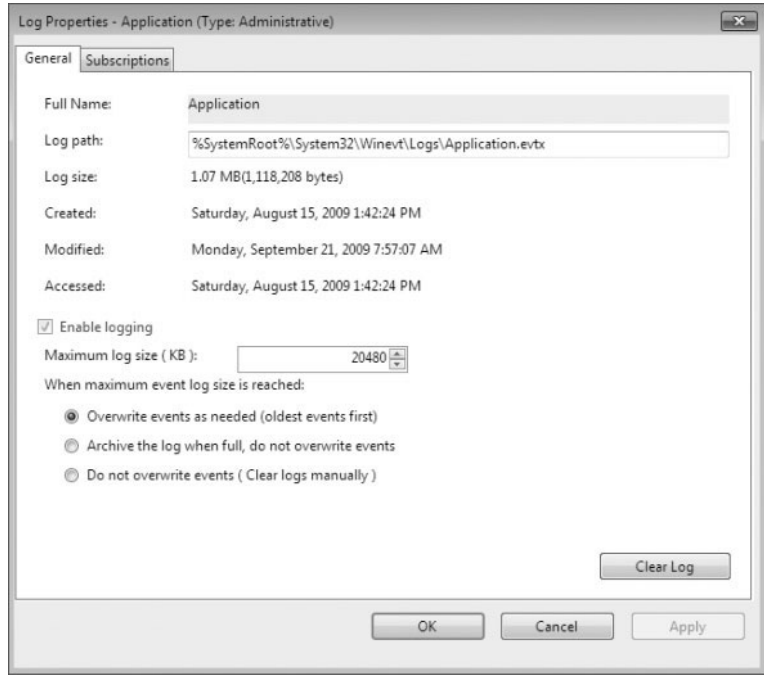 Log Properties - Application (Type: Administrative)
General Subscriptions
Full Name: Application
Log path: %SystemRoot%\System32\Winevt\Logs\Application.evtx
Log size: 1.07 MB(1,118,208 bytes)
Created: Saturday, August 15, 2009 1:42:24 PM
Modified: Monday, September 21, 2009 7:57:07 AM
Accessed: Saturday, August 15, 2009 1:42:24 PM
Enable logging
Maximum log size ( KB ): 20480
When maximum event log size is reached:
Overwrite events as needed (oldest events first)
Archive the log when full, do not overwrite events
Do not overwrite events ( Clear logs manually )
Clear Log
OK Cancel Apply